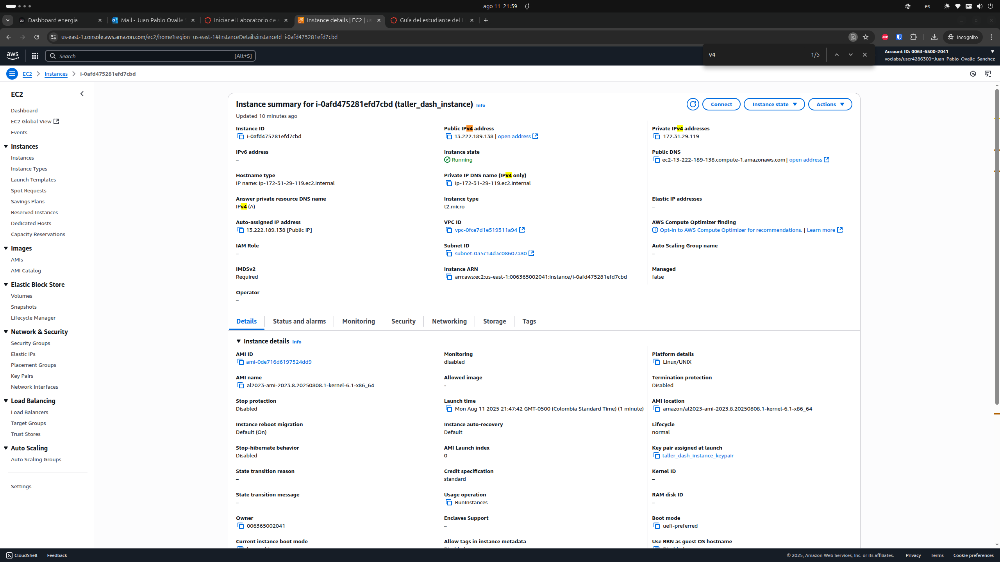 ago 11 21:59
es
VPN
Dashboard energia
Mail - Juan Pablo Ovalle
Iniciar el Laboratorio de
Instance details | EC2 | us
Guía del estudiante del L
us-east-1.console.aws.amazon.com/ec2/home?region=us-east-1#InstanceDetails:instanceId=i-0afd475281efd7cbd
ABP
Incognito
aws
Search
[Alt+S]
v4
1/5
Account ID: 0063-6500-2041
voclabs/user4286300=Juan_Pablo_Ovalle_Sanchez
EC2
Instances
i-0afd475281efd7cbd
EC2
Dashboard
EC2 Global View
Events
Instances
Instances
Instance Types
Launch Templates
Spot Requests
Savings Plans
Reserved Instances
Dedicated Hosts
Capacity Reservations
Images
AMIs
AMI Catalog
Elastic Block Store
Volumes
Snapshots
Lifecycle Manager
Network & Security
Security Groups
Elastic IPs
Placement Groups
Key Pairs
Network Interfaces
Load Balancing
Load Balancers
Target Groups
Trust Stores
Auto Scaling
Auto Scaling Groups
Settings
Instance summary for i-0afd475281efd7cbd (taller_dash_instance) Info
Connect
Instance state
Actions
Updated 10 minutes ago
Instance ID
i-0afd475281efd7cbd
Public IPv4 address
13.222.189.138 | open address
Private IPv4 addresses
172.31.29.119
IPv6 address
–
Instance state
Running
Public DNS
ec2-13-222-189-138.compute-1.amazonaws.com | open address
Hostname type
IP name: ip-172-31-29-119.ec2.internal
Private IP DNS name (IPv4 only)
ip-172-31-29-119.ec2.internal
Answer private resource DNS name
IPv4 (A)
Instance type
t2.micro
Elastic IP addresses
–
Auto-assigned IP address
13.222.189.138 [Public IP]
VPC ID
vpc-0fce7d1e519311a94
AWS Compute Optimizer finding
Opt-in to AWS Compute Optimizer for recommendations. | Learn more
IAM Role
–
Subnet ID
subnet-035c14d3c08607a80
Auto Scaling Group name
–
IMDSv2
Required
Instance ARN
arn:aws:ec2:us-east-1:006365002041:instance/i-0afd475281efd7cbd
Managed
false
Operator
–
Details
Status and alarms
Monitoring
Security
Networking
Storage
Tags
Instance details Info
AMI ID
ami-0de716d6197524dd9
Monitoring
disabled
Platform details
Linux/UNIX
AMI name
al2023-ami-2023.8.20250808.1-kernel-6.1-x86_64
Allowed image
-
Termination protection
Disabled
Stop protection
Disabled
Launch time
Mon Aug 11 2025 21:47:42 GMT-0500 (Colombia Standard Time) (1 minute)
AMI location
amazon/al2023-ami-2023.8.20250808.1-kernel-6.1-x86_64
Instance reboot migration
Default (On)
Instance auto-recovery
Default
Lifecycle
normal
Stop-hibernate behavior
Disabled
AMI Launch index
0
Key pair assigned at launch
taller_dash_instance_keypair
State transition reason
–
Credit specification
standard
Kernel ID
–
State transition message
–
Usage operation
RunInstances
RAM disk ID
–
Owner
006365002041
Enclaves Support
–
Boot mode
uefi-preferred
Current instance boot mode
Allow tags in instance metadata
Use RBN as guest OS hostname
CloudShell
Feedback
© 2025, Amazon Web Services, Inc. or its affiliates.
Privacy
Terms
Cookie preferences